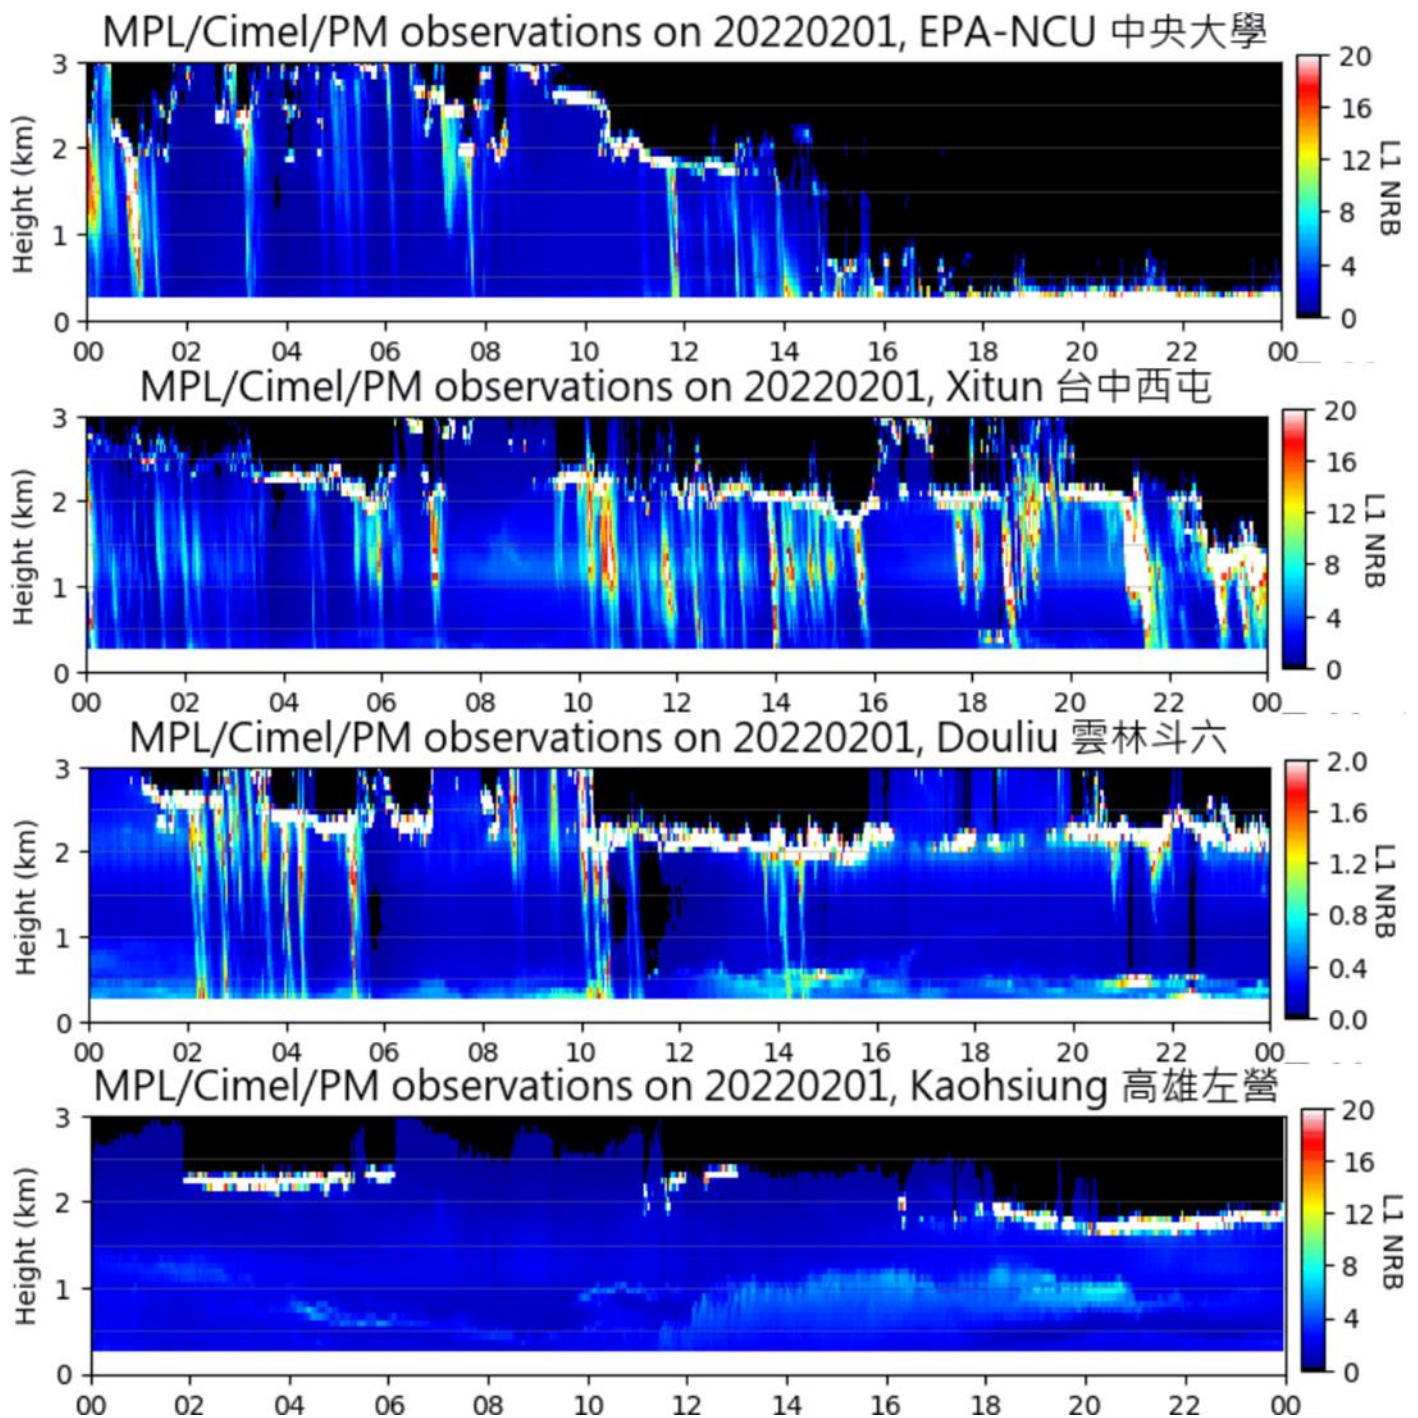 MPL/Cimel/PM observations on 20220201, EPA-NCU 中央大學
Height (km)
3
2
1
0
00 02 04 06 08 10 12 14 16 18 20 22 00
20
16
12
8
4
0
L1 NRB
MPL/Cimel/PM observations on 20220201, Xitun 台中西屯
Height (km)
3
2
1
0
00 02 04 06 08 10 12 14 16 18 20 22 00
20
16
12
8
4
0
L1 NRB
MPL/Cimel/PM observations on 20220201, Douliu 雲林斗六
Height (km)
3
2
1
0
00 02 04 06 08 10 12 14 16 18 20 22 00
2.0
1.6
1.2
0.8
0.4
0.0
L1 NRB
MPL/Cimel/PM observations on 20220201, Kaohsiung 高雄左營
Height (km)
3
2
1
0
00 02 04 06 08 10 12 14 16 18 20 22 00
20
16
12
8
4
0
L1 NRB